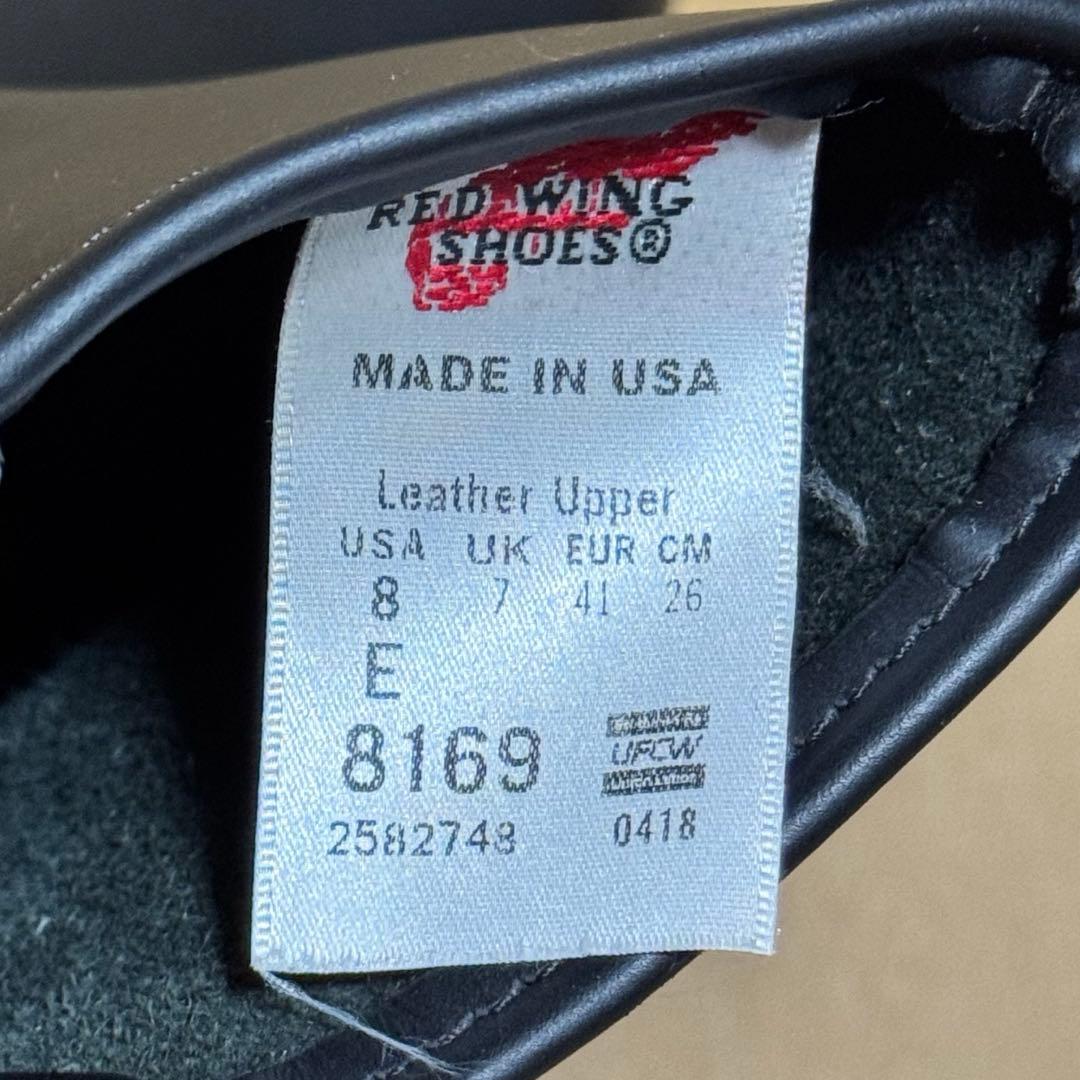 RED WING
SHOES®
MADE IN USA
Leather Upper
USA UK EUR CM
8 7 41 26
E
8169
UFCW
2582748 0418